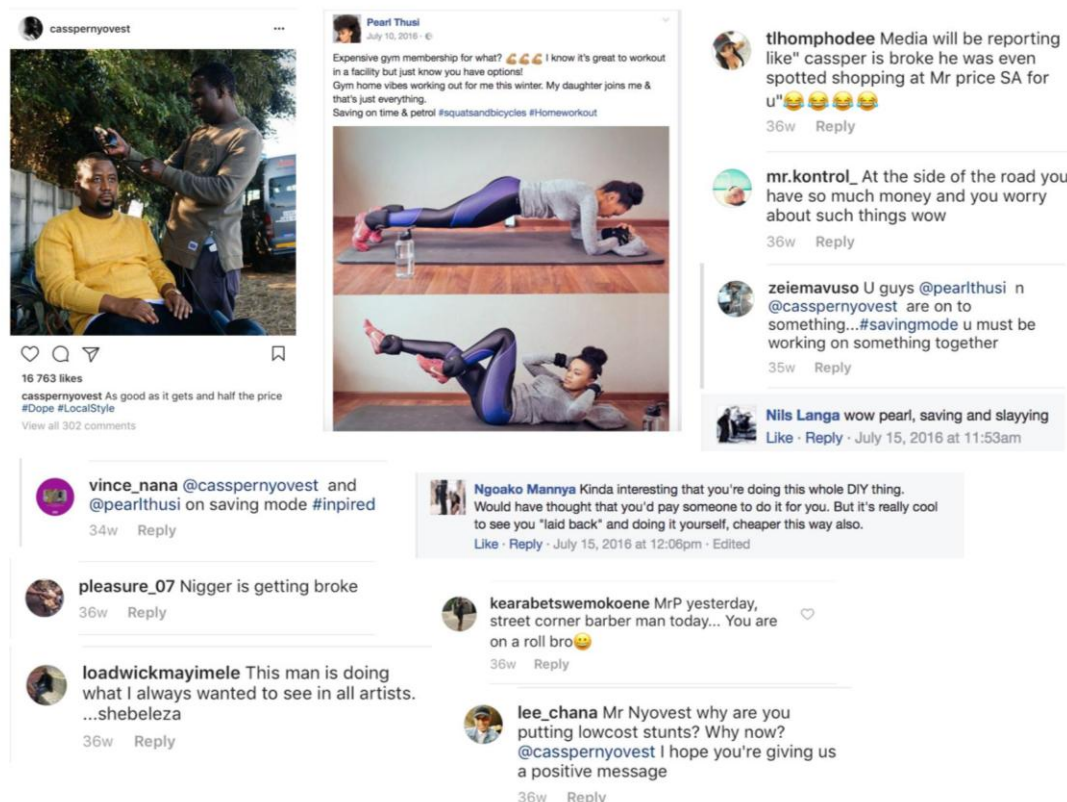 casspernyovest
16 763 likes
casspernyovest As good as it gets and half the price
#Dope #LocalStyle
View all 302 comments
Pearl Thusi
July 10, 2016 ·
Expensive gym membership for what? 💪💪💪 I know it's great to workout
in a facility but just know you have options!
Gym home vibes working out for me this winter. My daughter joins me &
that's just everything.
Saving on time & petrol #squatsandbicycles #Homeworkout
tlhomphodee Media will be reporting
like" cassper is broke he was even
spotted shopping at Mr price SA for
u"😂😂😂😂
36w Reply
mr.kontrol_ At the side of the road you
have so much money and you worry
about such things wow
36w Reply
zeiemavuso U guys @pearlthusi n
@casspernyovest are on to
something...#savingmode u must be
working on something together
35w Reply
Nils Langa wow pearl, saving and slayying
Like · Reply · July 15, 2016 at 11:53am
vince_nana @casspernyovest and
@pearlthusi on saving mode #inpired
34w Reply
Ngoako Mannya Kinda interesting that you're doing this whole DIY thing.
Would have thought that you'd pay someone to do it for you. But it's really cool
to see you "laid back" and doing it yourself, cheaper this way also.
Like · Reply · July 15, 2016 at 12:06pm · Edited
pleasure_07 Nigger is getting broke
36w Reply
kearabetswemokoene MrP yesterday,
street corner barber man today... You are
on a roll bro😀
36w Reply
loadwickmayimele This man is doing
what I always wanted to see in all artists.
...shebeleza
36w Reply
lee_chana Mr Nyovest why are you
putting lowcost stunts? Why now?
@casspernyovest I hope you're giving us
a positive message
36w Reply